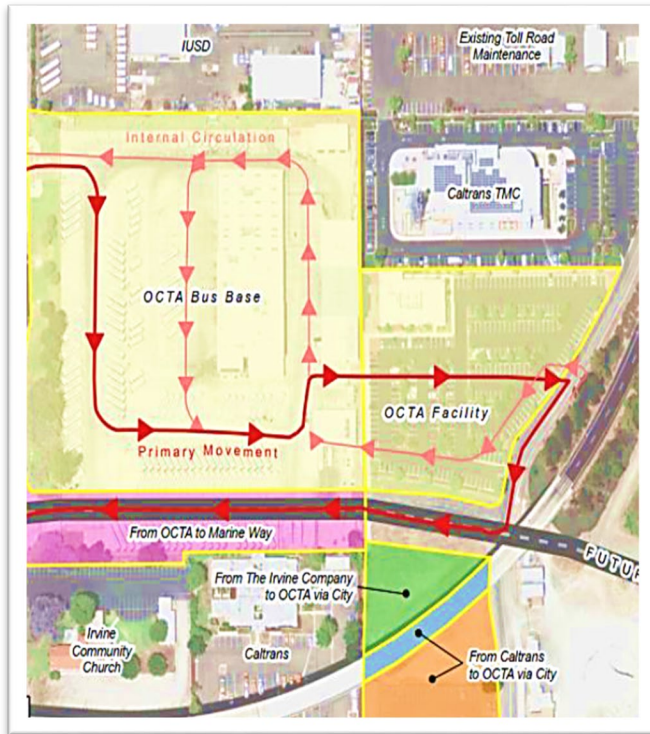 IUSD
Existing Toll Road
Maintenance
Internal Circulation
Caltrans TMC
OCTA Bus Base
OCTA Facility
Primary Movement
From OCTA to Marine Way
FUTU
From The Irvine Company
to OCTA via City
Irvine
Community
Church
Caltrans
From Caltrans
to OCTA via City